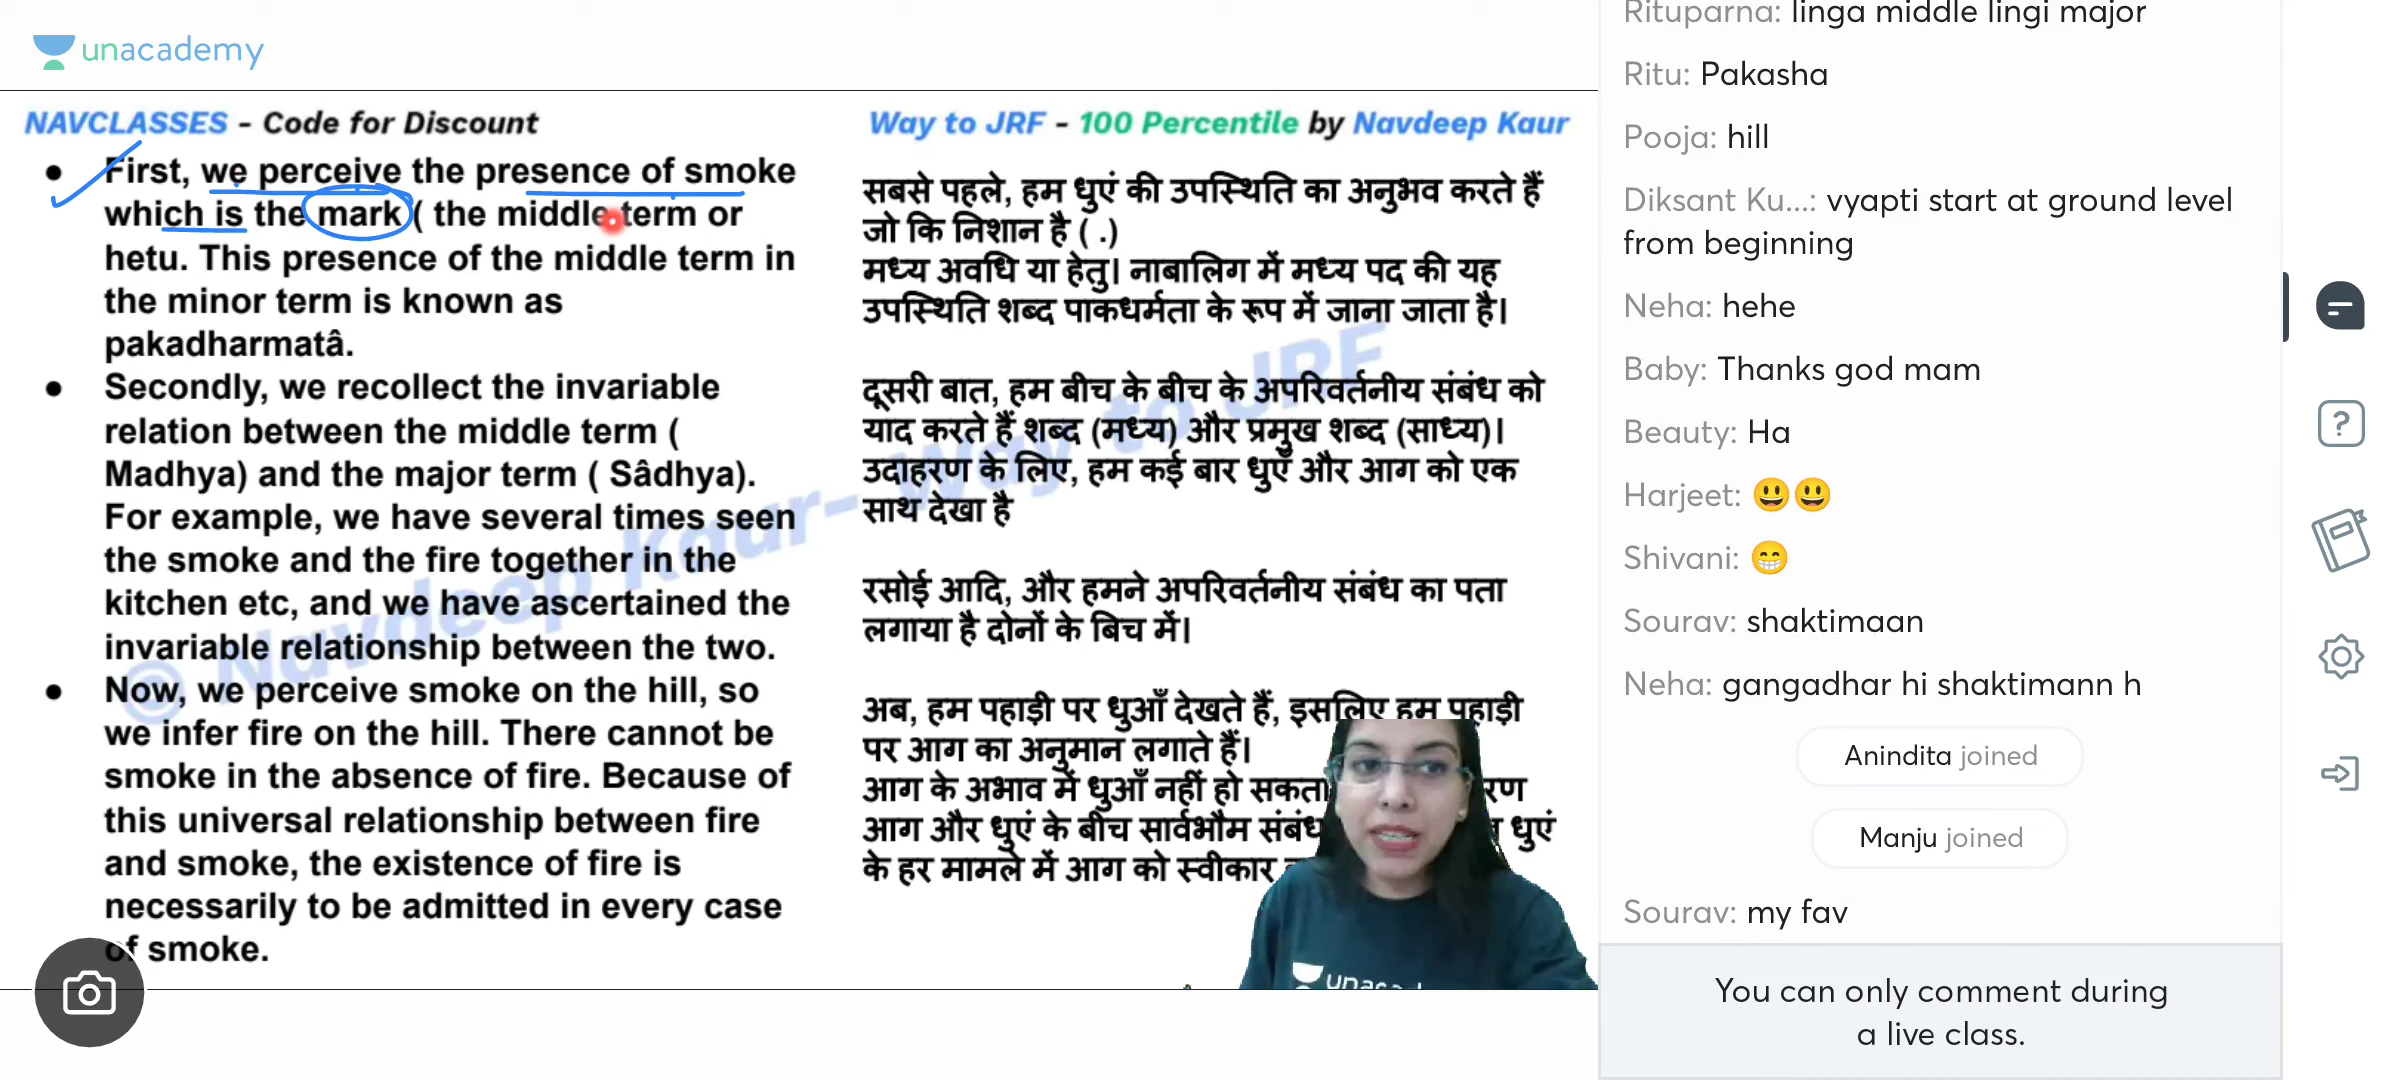 unacademy
NAVCLASSES - Code for Discount
Way to JRF - 100 Percentile by Navdeep Kaur
● First, we perceive the presence of smoke
which is the mark ( the middle term or
hetu. This presence of the middle term in
the minor term is known as
pakadharmatâ.
● Secondly, we recollect the invariable
relation between the middle term (
Madhya) and the major term ( Sâdhya).
For example, we have several times seen
the smoke and the fire together in the
kitchen etc, and we have ascertained the
invariable relationship between the two.
● Now, we perceive smoke on the hill, so
we infer fire on the hill. There cannot be
smoke in the absence of fire. Because of
this universal relationship between fire
and smoke, the existence of fire is
necessarily to be admitted in every case
of smoke.
सबसे पहले, हम धुएं की उपस्थिति का अनुभव करते हैं
जो कि निशान है ( .)
मध्य अवधि या हेतु। नाबालिग में मध्य पद की यह
उपस्थिति शब्द पाकधर्मता के रूप में जाना जाता है।
दूसरी बात, हम बीच के बीच के अपरिवर्तनीय संबंध को
याद करते हैं शब्द (मध्य) और प्रमुख शब्द (साध्य)।
उदाहरण के लिए, हम कई बार धुएँ और आग को एक
साथ देखा है
रसोई आदि, और हमने अपरिवर्तनीय संबंध का पता
लगाया है दोनों के बिच में।
अब, हम पहाड़ी पर धुआँ देखते हैं, इसलिए हम पहाड़ी
पर आग का अनुमान लगाते हैं।
आग के अभाव में धुआँ नहीं हो सकता रण
आग और धुएं के बीच सार्वभौम संबंध धुएं
के हर मामले में आग को स्वीकार
© Navdeep Kaur- Way to JRF
Rituparna: linga middle lingi major
Ritu: Pakasha
Pooja: hill
Diksant Ku...: vyapti start at ground level
from beginning
Neha: hehe
Baby: Thanks god mam
Beauty: Ha
Harjeet: 😃😃
Shivani: 😁
Sourav: shaktimaan
Neha: gangadhar hi shaktimann h
Anindita joined
Manju joined
Sourav: my fav
You can only comment during
a live class.